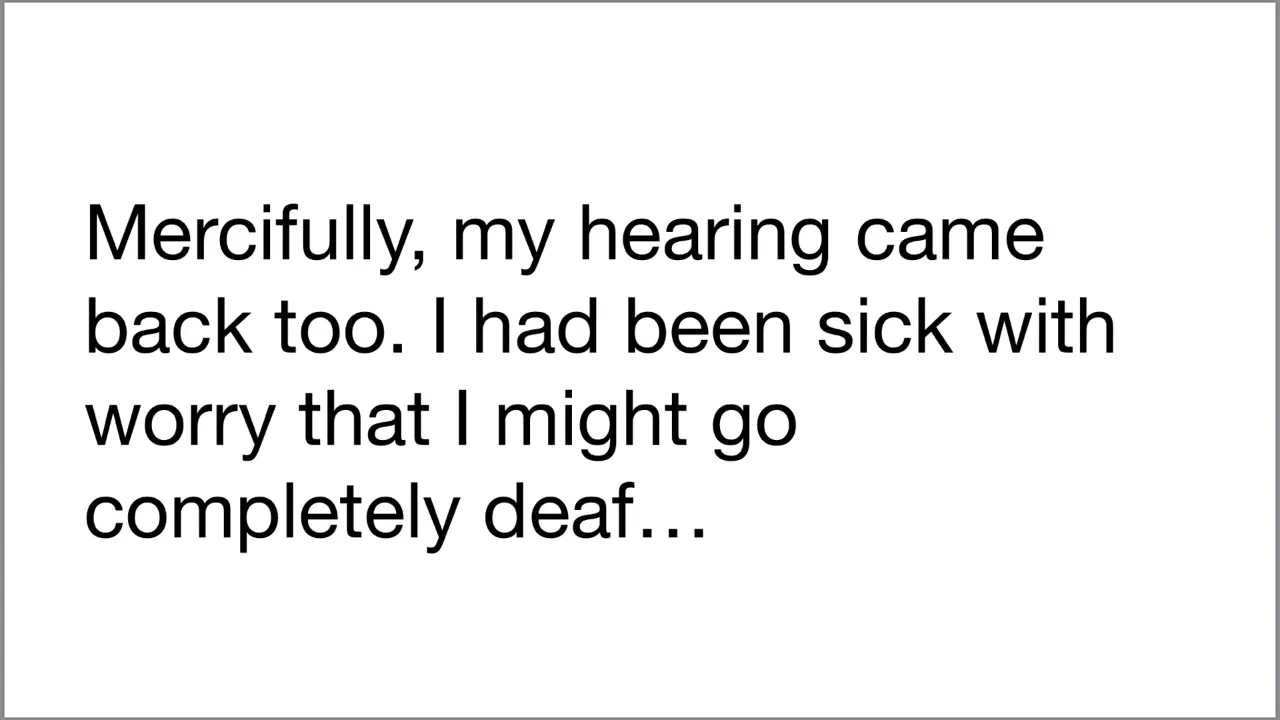 Mercifully, my hearing came
back too. I had been sick with
worry that I might go
completely deaf…